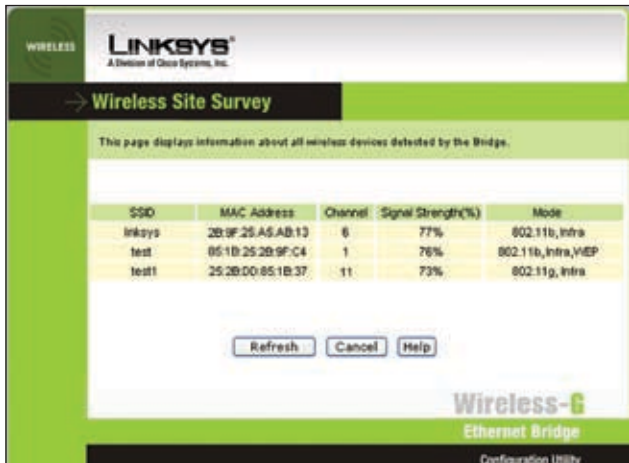 WIRELESS
LINKSYS®
A Division of Cisco Systems, Inc.
Wireless Site Survey
This page displays information about all wireless devices detected by the Bridge.
SSID MAC Address Channel Signal Strength(%) Mode
linksys 2B:9F:25:A5:AB:13 6 77% 802.11b, Infra
test 85:1B:25:2B:9F:C4 1 76% 802.11b, Infra, WEP
test1 25:2B:DD:85:1B:37 11 73% 802.11g, Infra
Refresh Cancel Help
Wireless-G
Ethernet Bridge
Configuration Utility